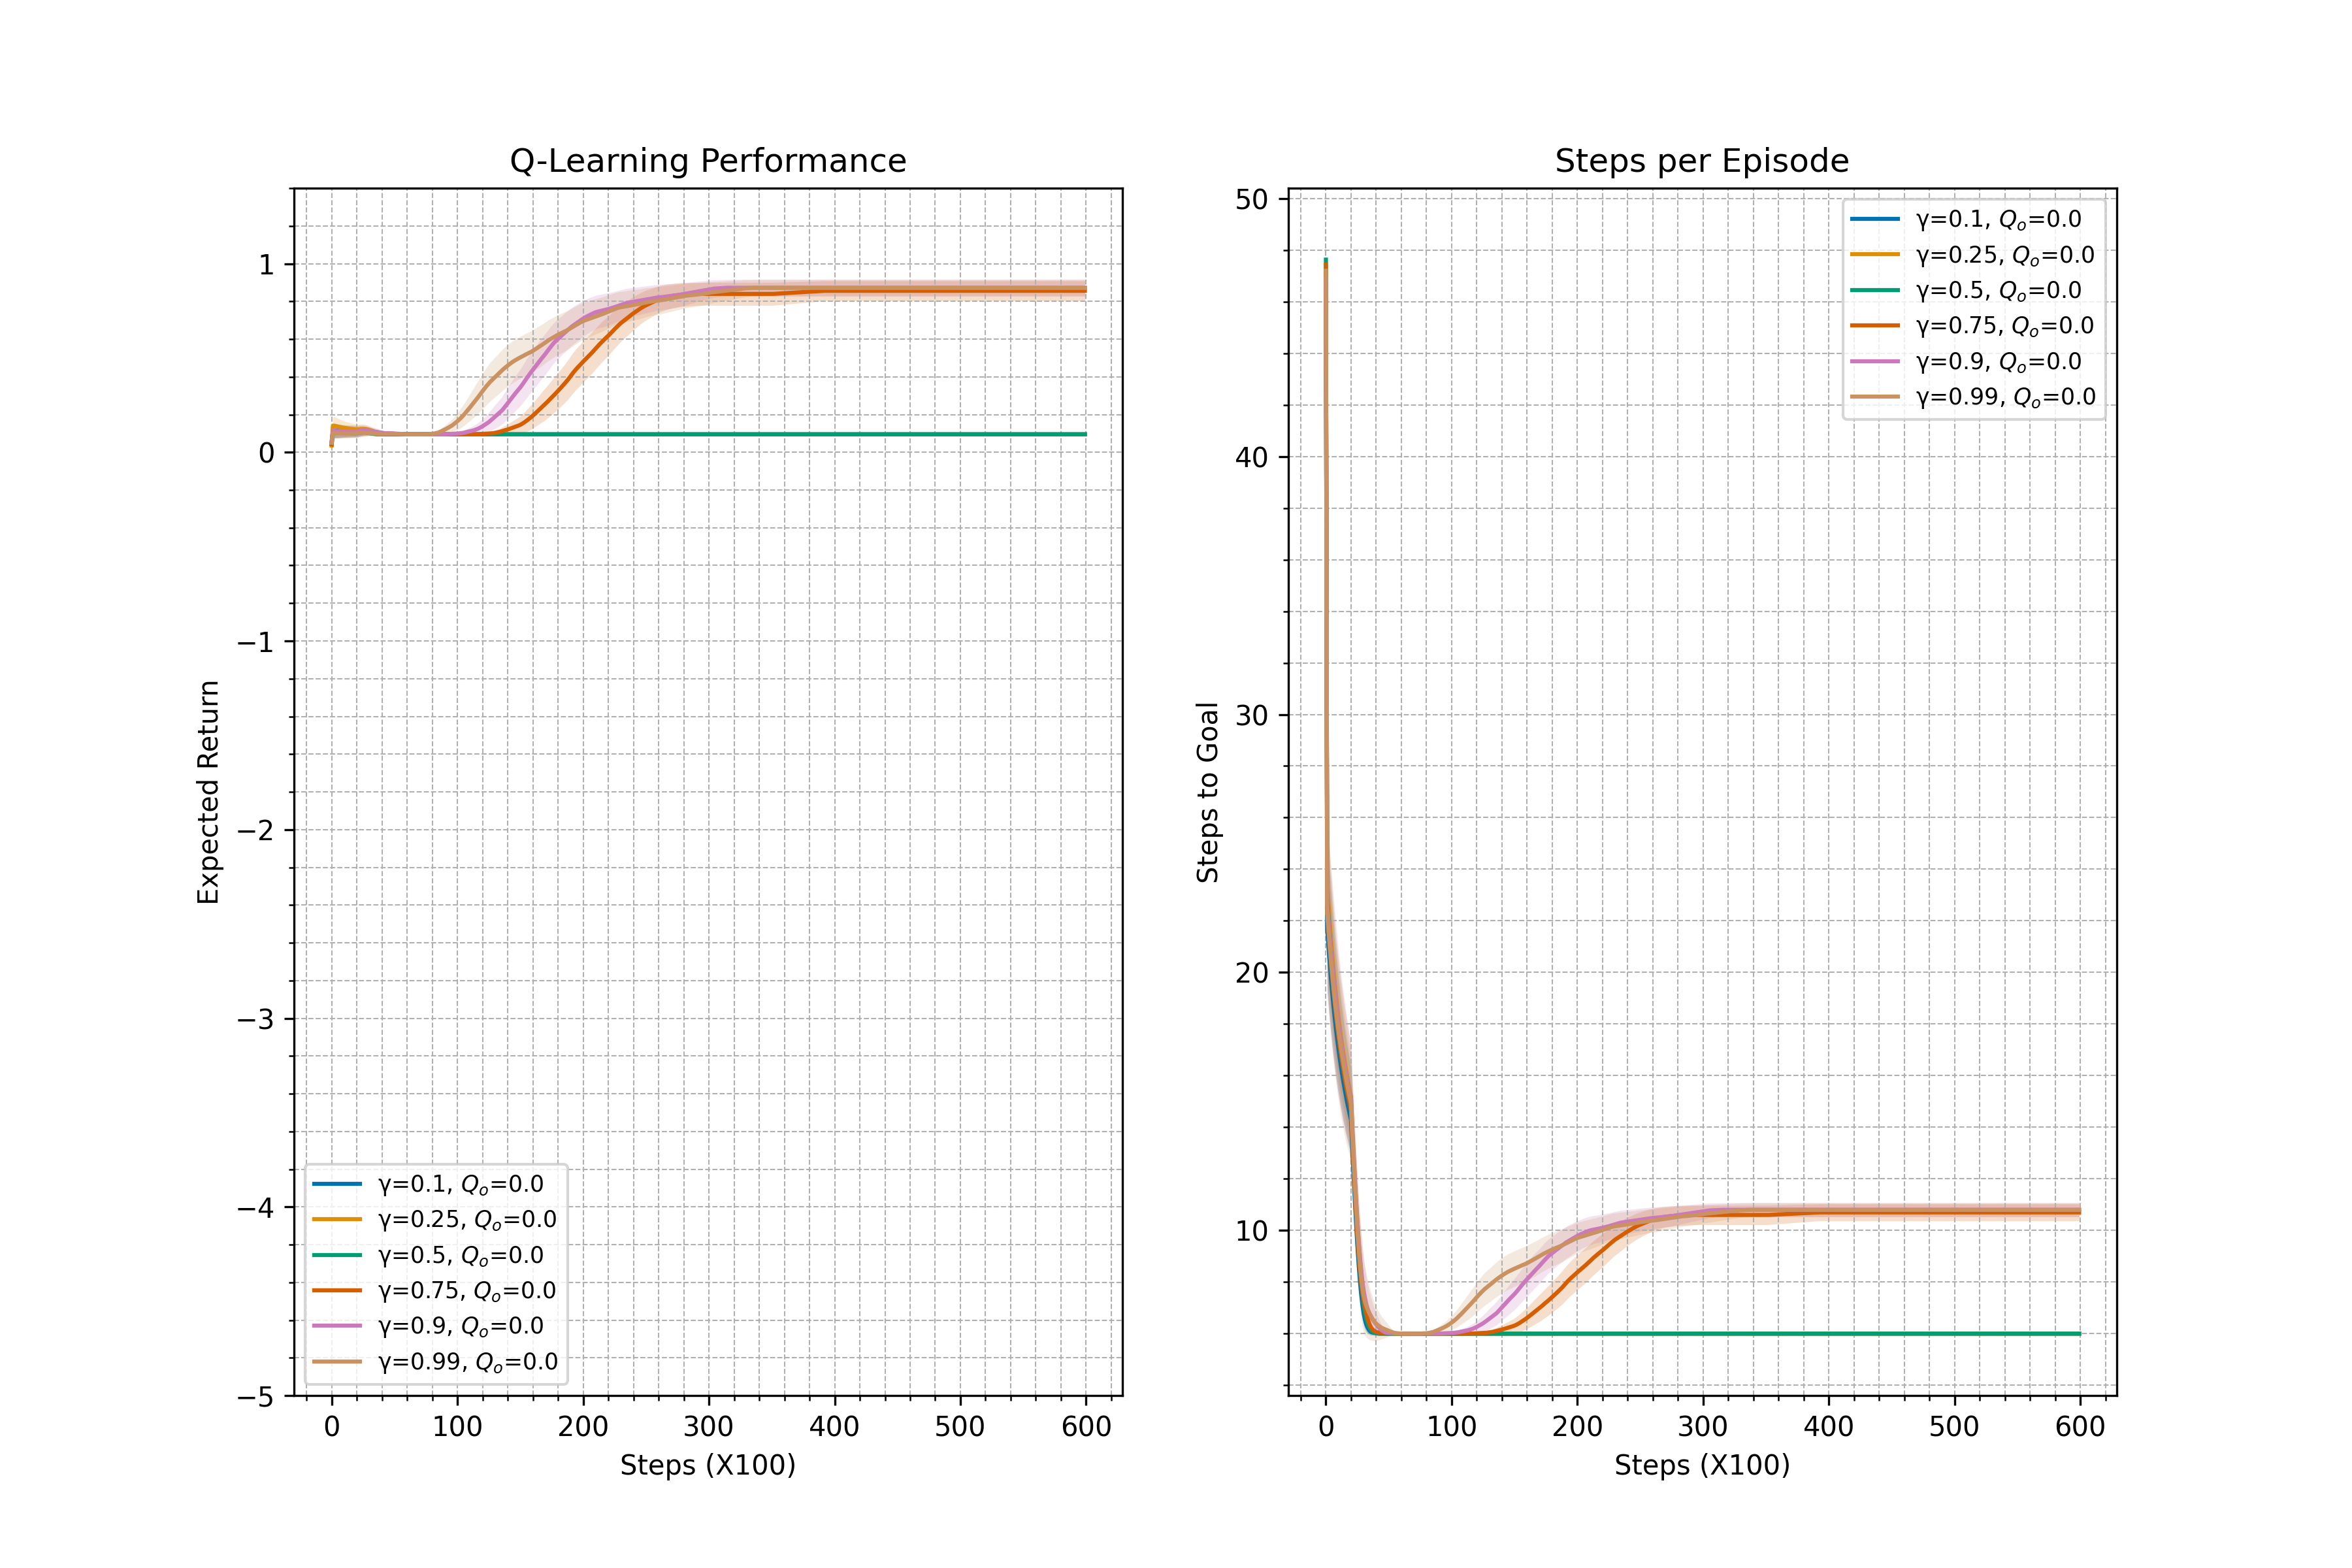 Q-Learning Performance
Expected Return
1
0
−1
−2
−3
−4
−5
γ=0.1, Qo=0.0
γ=0.25, Qo=0.0
γ=0.5, Qo=0.0
γ=0.75, Qo=0.0
γ=0.9, Qo=0.0
γ=0.99, Qo=0.0
0 100 200 300 400 500 600
Steps (X100)
Steps per Episode
Steps to Goal
50
40
30
20
10
γ=0.1, Qo=0.0
γ=0.25, Qo=0.0
γ=0.5, Qo=0.0
γ=0.75, Qo=0.0
γ=0.9, Qo=0.0
γ=0.99, Qo=0.0
0 100 200 300 400 500 600
Steps (X100)